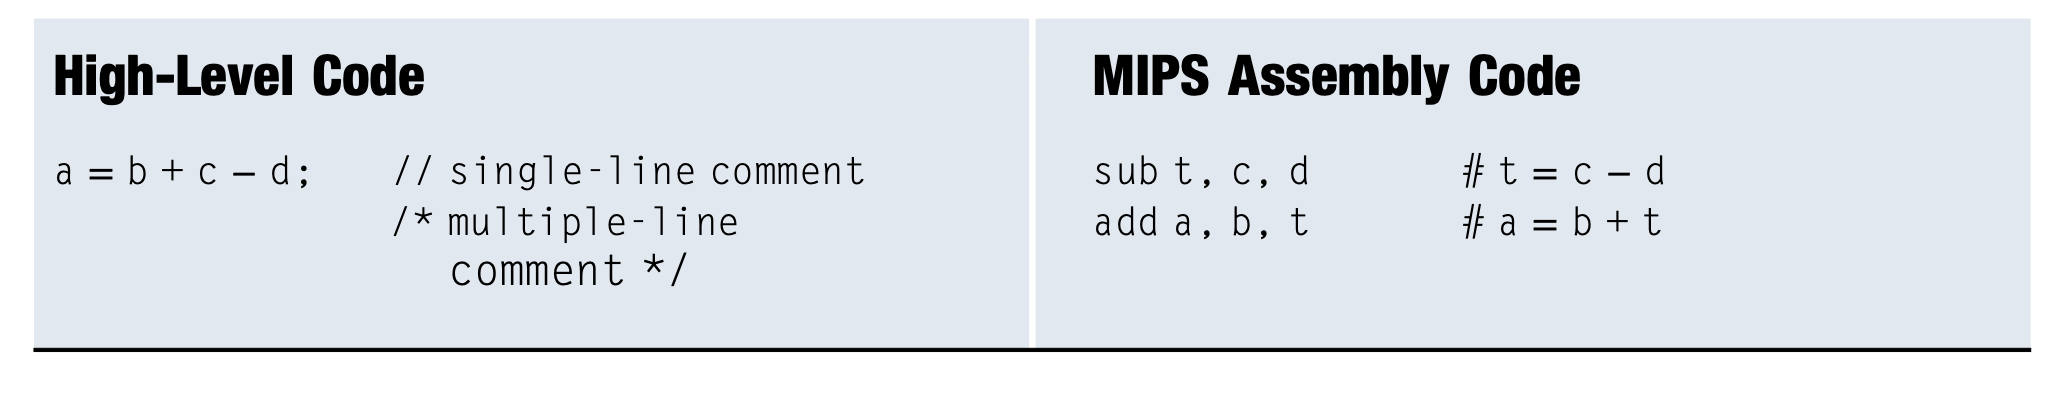 High-Level Code
a = b + c − d; // single-line comment
/* multiple-line
comment */
MIPS Assembly Code
sub t, c, d # t = c − d
add a, b, t # a = b + t